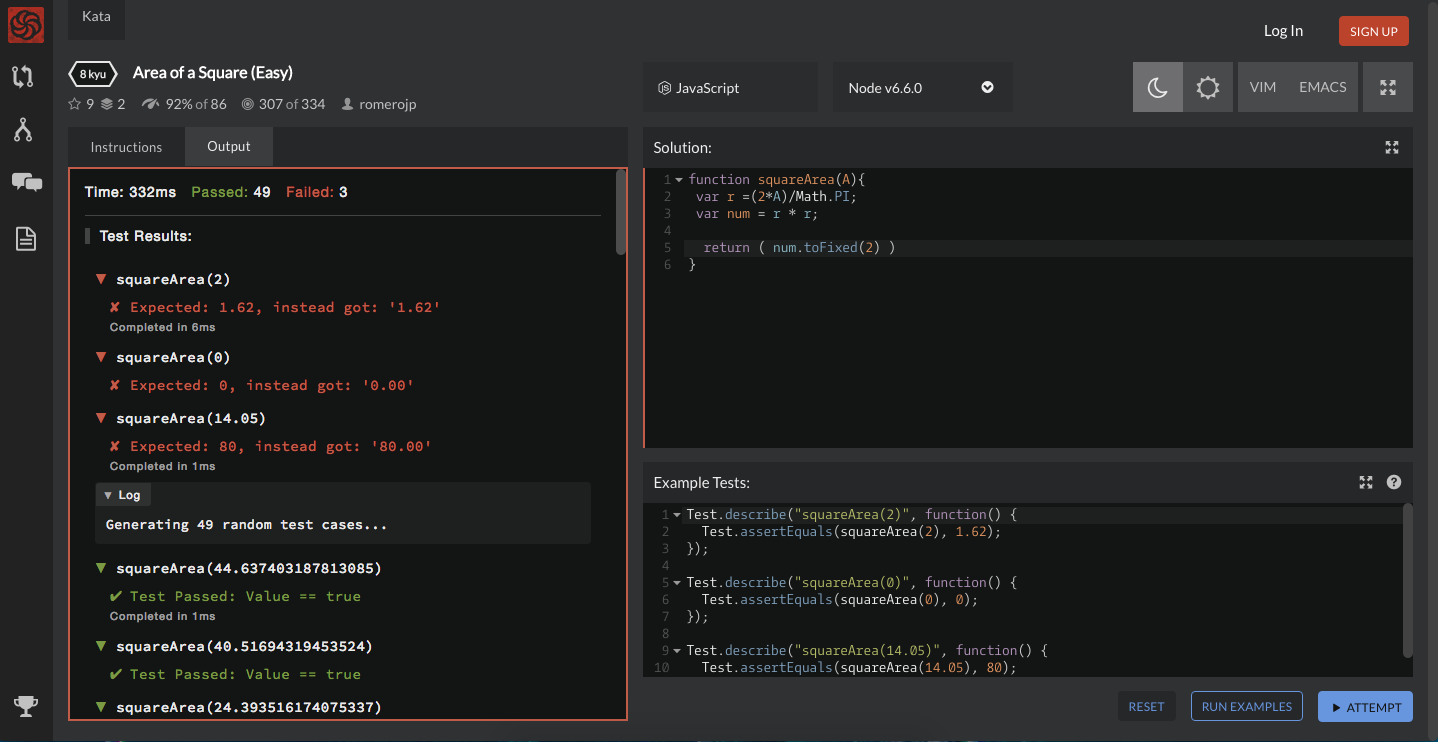 Kata
Log In
SIGN UP
8 kyu
Area of a Square (Easy)
9 2 92% of 86 307 of 334 romerojp
JavaScript
Node v6.6.0
VIM
EMACS
Instructions
Output
Time: 332ms Passed: 49 Failed: 3
Test Results:
▼ squareArea(2)
✘ Expected: 1.62, instead got: '1.62'
Completed in 6ms
▼ squareArea(0)
✘ Expected: 0, instead got: '0.00'
▼ squareArea(14.05)
✘ Expected: 80, instead got: '80.00'
Completed in 1ms
▼ Log
Generating 49 random test cases...
▼ squareArea(44.637403187813085)
✔ Test Passed: Value == true
Completed in 1ms
▼ squareArea(40.51694319453524)
✔ Test Passed: Value == true
▼ squareArea(24.393516174075337)
Solution:
1 function squareArea(A){
2 var r =(2*A)/Math.PI;
3 var num = r * r;
4
5 return ( num.toFixed(2) )
6 }
Example Tests:
1 Test.describe("squareArea(2)", function() {
2 Test.assertEquals(squareArea(2), 1.62);
3 });
4
5 Test.describe("squareArea(0)", function() {
6 Test.assertEquals(squareArea(0), 0);
7 });
8
9 Test.describe("squareArea(14.05)", function() {
10 Test.assertEquals(squareArea(14.05), 80);
RESET
RUN EXAMPLES
ATTEMPT